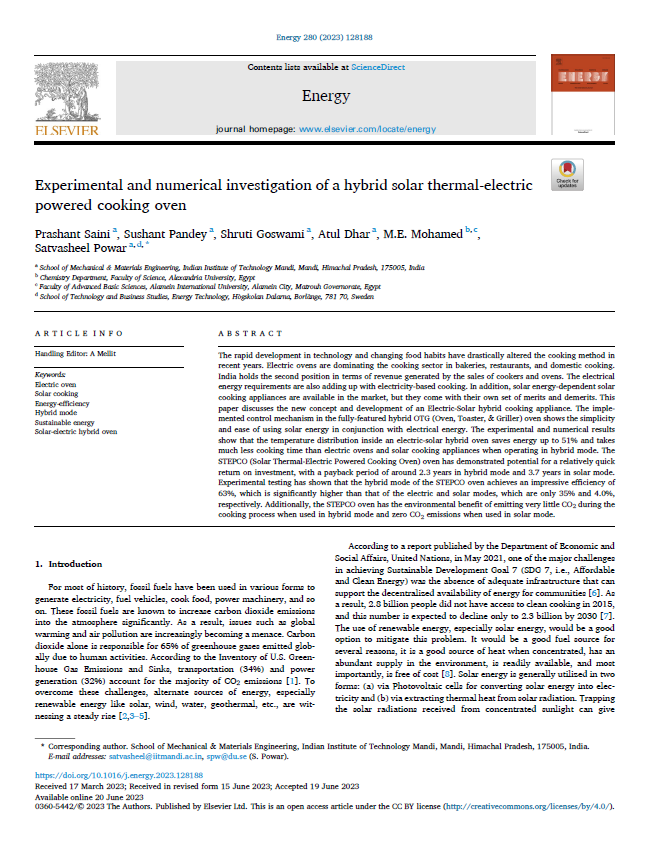 Energy 280 (2023) 128188
Contents lists available at ScienceDirect
Energy
journal homepage: www.elsevier.com/locate/energy
ELSEVIER
ENERGY
Check for
updates
Experimental and numerical investigation of a hybrid solar thermal-electric
powered cooking oven
Prashant Saini a, Sushant Pandey a, Shruti Goswami a, Atul Dhar a, M.E. Mohamed b, c,
Satvasheel Powar a, d, *
a School of Mechanical & Materials Engineering, Indian Institute of Technology Mandi, Mandi, Himachal Pradesh, 175005, India
b Chemistry Department, Faculty of Science, Alexandria University, Egypt
c Faculty of Advanced Basic Sciences, Alamein International University, Alamein City, Matrouh Governorate, Egypt
d School of Technology and Business Studies, Energy Technology, Högskolan Dalarna, Borlänge, 781 70, Sweden
ARTICLE INFO
Handling Editor: A Mellit
Keywords:
Electric oven
Solar cooking
Energy-efficiency
Hybrid mode
Sustainable energy
Solar-electric hybrid oven
ABSTRACT
The rapid development in technology and changing food habits have drastically altered the cooking method in
recent years. Electric ovens are dominating the cooking sector in bakeries, restaurants, and domestic cooking.
India holds the second position in terms of revenue generated by the sales of cookers and ovens. The electrical
energy requirements are also adding up with electricity-based cooking. In addition, solar energy-dependent solar
cooking appliances are available in the market, but they come with their own set of merits and demerits. This
paper discusses the new concept and development of an Electric-Solar hybrid cooking appliance. The imple-
mented control mechanism in the fully-featured hybrid OTG (Oven, Toaster, & Griller) oven shows the simplicity
and ease of using solar energy in conjunction with electrical energy. The experimental and numerical results
show that the temperature distribution inside an electric-solar hybrid oven saves energy up to 51% and takes
much less cooking time than electric ovens and solar cooking appliances when operating in hybrid mode. The
STEPCO (Solar Thermal-Electric Powered Cooking Oven) oven has demonstrated potential for a relatively quick
return on investment, with a payback period of around 2.3 years in hybrid mode and 3.7 years in solar mode.
Experimental testing has shown that the hybrid mode of the STEPCO oven achieves an impressive efficiency of
63%, which is significantly higher than that of the electric and solar modes, which are only 35% and 4.0%,
respectively. Additionally, the STEPCO oven has the environmental benefit of emitting very little CO2 during the
cooking process when used in hybrid mode and zero CO2 emissions when used in solar mode.
1. Introduction
For most of history, fossil fuels have been used in various forms to
generate electricity, fuel vehicles, cook food, power machinery, and so
on. These fossil fuels are known to increase carbon dioxide emissions
into the atmosphere significantly. As a result, issues such as global
warming and air pollution are increasingly becoming a menace. Carbon
dioxide alone is responsible for 65% of greenhouse gases emitted glob-
ally due to human activities. According to the Inventory of U.S. Green-
house Gas Emissions and Sinks, transportation (34%) and power
generation (32%) account for the majority of CO2 emissions [1]. To
overcome these challenges, alternate sources of energy, especially
renewable energy like solar, wind, water, geothermal, etc., are wit-
nessing a steady rise [2,3–5].
According to a report published by the Department of Economic and
Social Affairs, United Nations, in May 2021, one of the major challenges
in achieving Sustainable Development Goal 7 (SDG 7, i.e., Affordable
and Clean Energy) was the absence of adequate infrastructure that can
support the decentralised availability of energy for communities [6]. As
a result, 2.8 billion people did not have access to clean cooking in 2015,
and this number is expected to decline only to 2.3 billion by 2030 [7].
The use of renewable energy, especially solar energy, would be a good
option to mitigate this problem. It would be a good fuel source for
several reasons, it is a good source of heat when concentrated, has an
abundant supply in the environment, is readily available, and most
importantly, is free of cost [8]. Solar energy is generally utilised in two
forms: (a) via Photovoltaic cells for converting solar energy into elec-
tricity and (b) via extracting thermal heat from solar radiation. Trapping
the solar radiations received from concentrated sunlight can give
* Corresponding author. School of Mechanical & Materials Engineering, Indian Institute of Technology Mandi, Mandi, Himachal Pradesh, 175005, India.
E-mail addresses: satvasheel@iitmandi.ac.in, spw@du.se (S. Powar).
https://doi.org/10.1016/j.energy.2023.128188
Received 17 March 2023; Received in revised form 15 June 2023; Accepted 19 June 2023
Available online 20 June 2023
0360-5442/© 2023 The Authors. Published by Elsevier Ltd. This is an open access article under the CC BY license (http://creativecommons.org/licenses/by/4.0/).